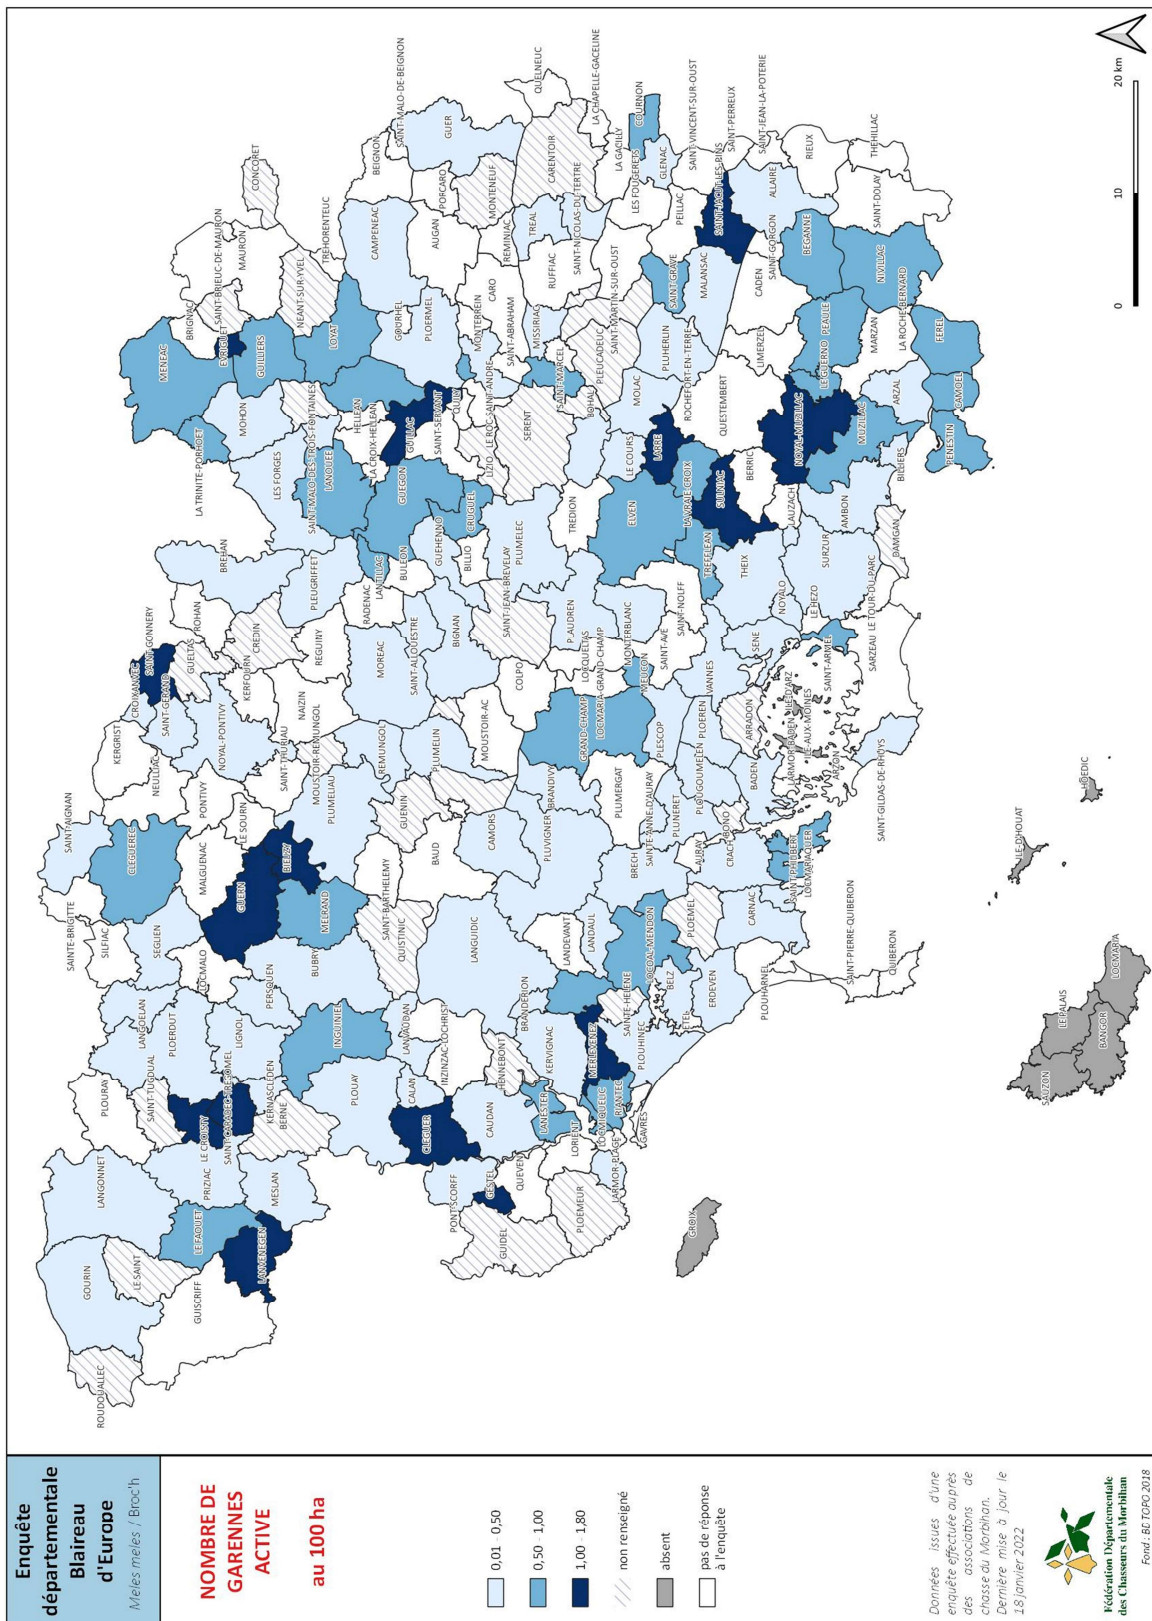 Enquête
départementale
Blaireau
d'Europe
Meles meles / Broc'h
NOMBRE DE
GARENNES
ACTIVE
au 100 ha
0,01 - 0,50
0,50 - 1,00
1,00 - 1,80
non renseigné
absent
pas de réponse
à l'enquête
Données issues d'une
enquête effectuée auprès
des associations de
chasse du Morbihan.
Dernière mise à jour le
18 janvier 2022
Fédération Départementale
des Chasseurs du Morbihan
Fond : BD TOPO 2018
ROUDOUALLEC
GOURIN
LE SAINT
GUISCRIFF
LANGONNET
LE FAOUET
LANVENEGEN
PRIZIAC
MESLAN
PLOURAY
SAINT-TUGDUAL
LE CROISTY
SAINT-CARADEC-TREGOMEL
KERNASCLEDEN
BERNE
LANGOELAN
PLOERDUT
LIGNOL
PERSQUEN
INGUINIEL
PLOUAY
CALAN
LANVAUDAN
INZINZAC-LOCHRIST
CLEGUER
CAUDAN
PONT-SCORFF
GESTEL
QUEVEN
GUIDEL
PLOEMEUR
LARMOR-PLAGE
LORIENT
LANESTER
HENNEBONT
LOCMIQUELIC
RIANTEC
GAVRES
GROIX
MERLEVENEZ
KERVIGNAC
BRANDERION
PLOUHINEC
SAINTE-HELENE
ETEL
BELZ
ERDEVEN
PLOUHARNEL
LOCOAL-MENDON
LANDEVANT
LANDAUL
LANGUIDIC
QUISTINIC
BUBRY
MELRAND
SAINT-BARTHELEMY
BAUD
GUERN
BIEUZY
LOCMALO
SEGLIEN
SILFIAC
SAINTE-BRIGITTE
CLEGUEREC
SAINT-AIGNAN
MALGUENAC
LE SOURN
PONTIVY
NEULLIAC
KERGRIST
CROIXANVEC
SAINT-GERAND
SAINT-GONNERY
GUELTAS
ROHAN
CREDIN
KERFOURN
NOYAL-PONTIVY
SAINT-THURIAU
NAIZIN
REGUINY
MOUSTOIR-REMUNGOL
REMUNGOL
PLUMELIAU
GUENIN
PLUMELIN
MOUSTOIR-AC
CAMORS
PLUVIGNER
BRANDIVY
GRAND-CHAMP
LOCMARIA-GRAND-CHAMP
LOCQUELTAS
COLPO
BIGNAN
SAINT-ALLOUESTRE
MOREAC
RADENAC
BULEON
LANTILLAC
PLEUGRIFFET
BREHAN
LES FORGES
LANOUEE
SAINT-MALO-DES-TROIS-FONTAINES
MOHON
LA TRINITE-PORHOET
MENEAC
BRIGNAC
EVRIGUET
GUILLIERS
SAINT-BRIEUC-DE-MAURON
MAURON
CONCORET
NEANT-SUR-YVEL
TREHORENTEUC
LOYAT
CAMPENEAC
GOURHEL
PLOERMEL
HELLEAN
LA CROIX-HELLEAN
GUILLAC
SAINT-SERVANT
QUILY
LIZIO
LE ROC-SAINT-ANDRE
MONTERREIN
SAINT-ABRAHAM
CARO
AUGAN
PORCARO
BEIGNON
SAINT-MALO-DE-BEIGNON
GUER
MONTENEUF
REMINIAC
TREAL
RUFFIAC
SAINT-NICOLAS-DU-TERTRE
CARENTOIR
QUELNEUC
LA CHAPELLE-GACELINE
LA GACILLY
COURNON
GLENAC
LES FOUGERETS
SAINT-VINCENT-SUR-OUST
SAINT-PERREUX
SAINT-JEAN-LA-POTERIE
PEILLAC
SAINT-MARTIN-SUR-OUST
SAINT-GRAVE
MALANSAC
SAINT-JACUT-LES-PINS
ALLAIRE
RIEUX
SAINT-GORGON
CADEN
BEGANNE
THEHILLAC
SAINT-DOLAY
NIVILLAC
LA ROCHE-BERNARD
MARZAN
PEAULE
LE GUERNO
LIMERZEL
PLUHERLIN
ROCHEFORT-EN-TERRE
QUESTEMBERT
MOLAC
PLEUCADEUC
BOHAL
SAINT-MARCEL
MISSIRIAC
SERENT
GUEGON
CRUGUEL
GUEHENNO
BILLIO
SAINT-JEAN-BREVELAY
PLUMELEC
TREDION
ELVEN
LE COURS
LARRE
LA VRAIE-CROIX
SULNIAC
BERRIC
NOYAL-MUZILLAC
MUZILLAC
LAUZACH
AMBON
BILLIERS
ARZAL
FEREL
CAMOEL
PENESTIN
DAMGAN
SURZUR
LE TOUR-DU-PARC
LE HEZO
NOYALO
THEIX
TREFFLEAN
SAINT-NOLFF
MONTERBLANC
SAINT-AVE
MEUCON
VANNES
SENE
SAINT-ARMEL
SARZEAU
SAINT-GILDAS-DE-RHUYS
ARZON
ILE-D'ARZ
ILE-AUX-MOINES
LARMOR-BADEN
ARRADON
BADEN
PLOEREN
PLESCOP
PLOUGOUMELEN
BONO
PLUNERET
SAINTE-ANNE-D'AURAY
PLUMERGAT
BRECH
AURAY
CRACH
PLOEMEL
CARNAC
SAINT-PHILIBERT
LOCMARIAQUER
SAINT-PIERRE-QUIBERON
QUIBERON
ILE-D'HOUAT
HOEDIC
SAUZON
LE PALAIS
BANGOR
LOCMARIA
0
10
20 km